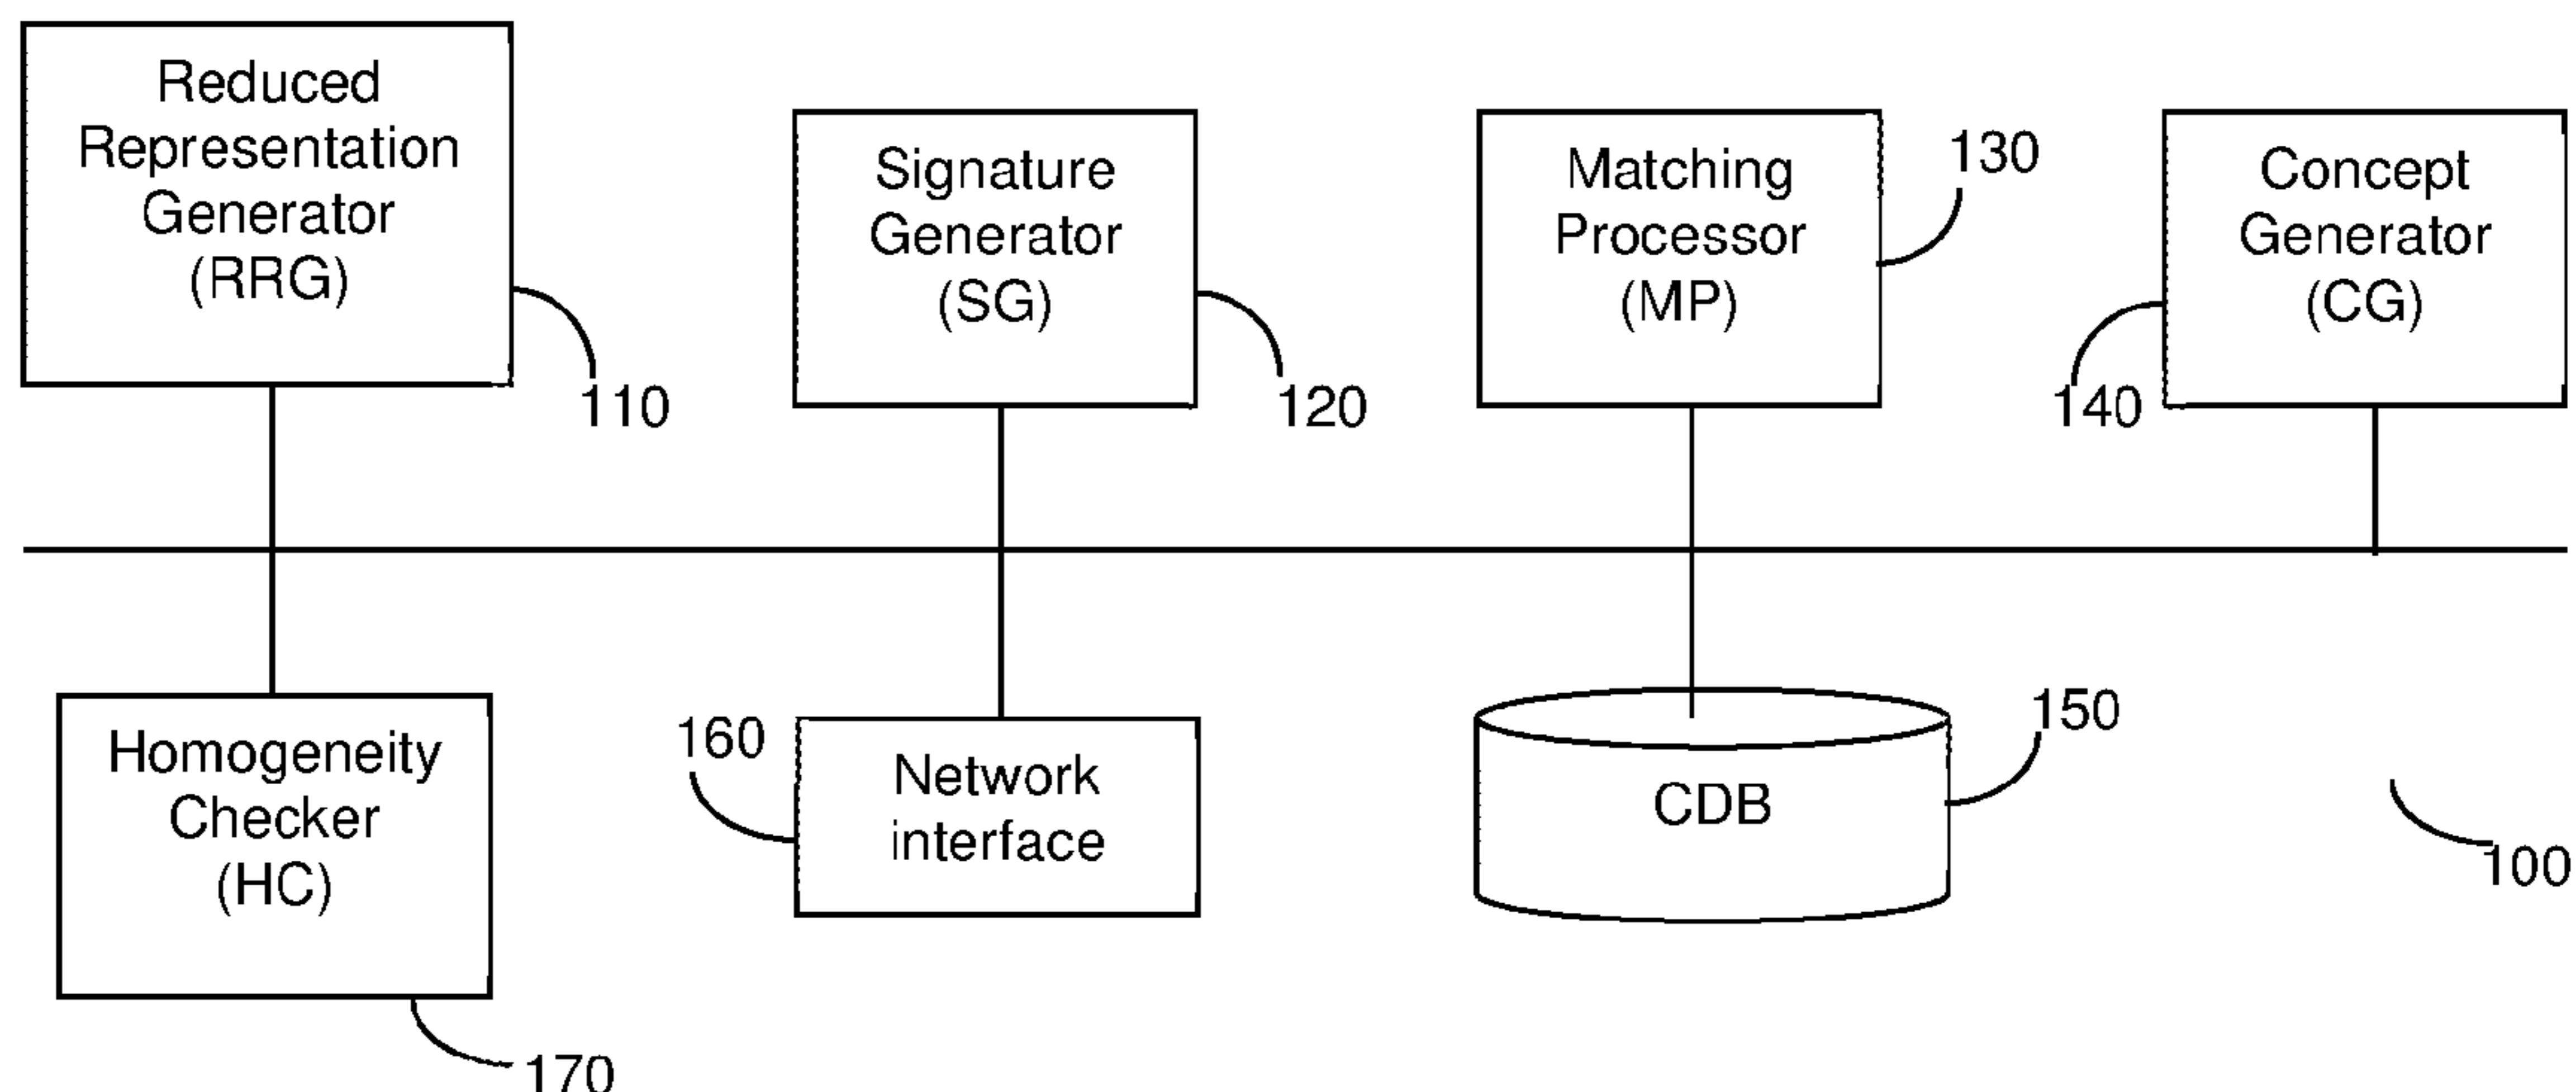 Reduced
Representation
Generator
(RRG)
110
Signature
Generator
(SG)
120
Matching
Processor
(MP)
130
Concept
Generator
(CG)
140
Homogeneity
Checker
(HC)
170
160
Network
interface
CDB
150
100